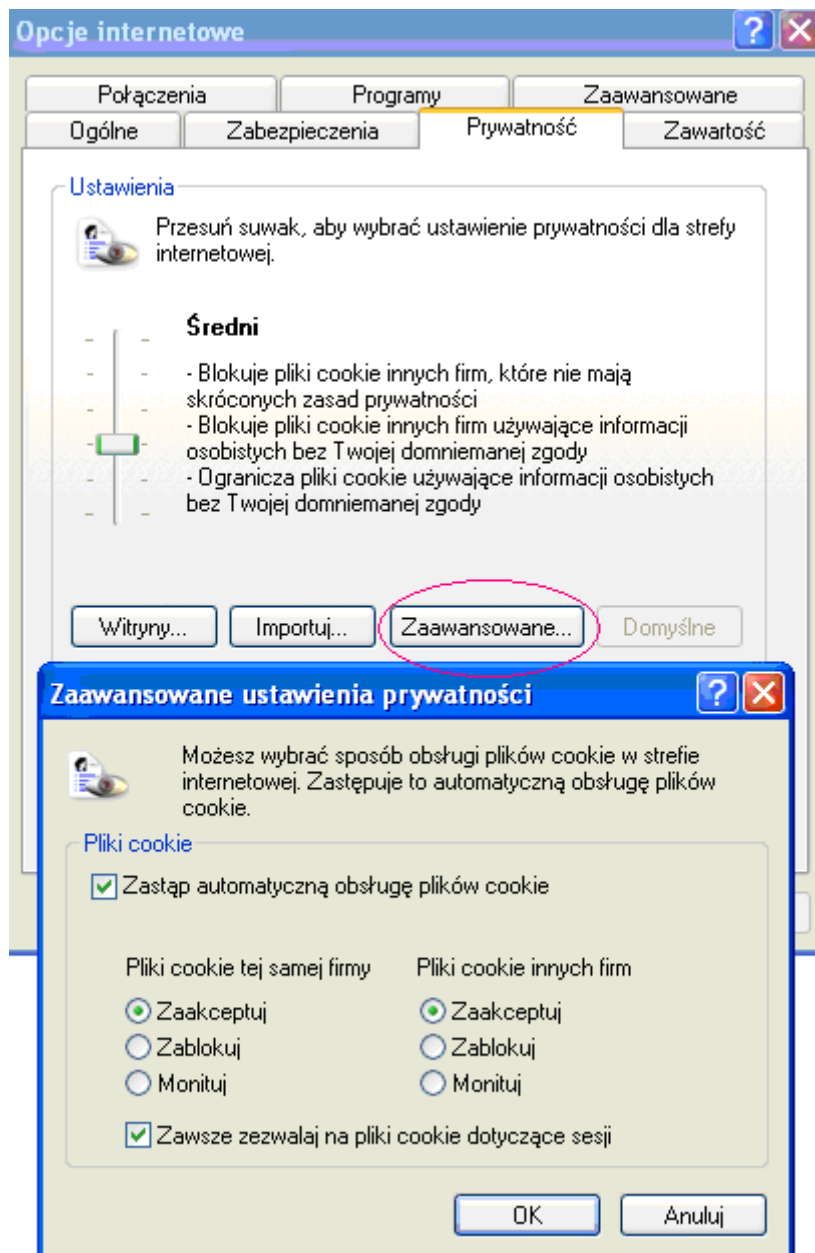 Opcje internetowe
Połączenia Programy Zaawansowane
Ogólne Zabezpieczenia Prywatność Zawartość
Ustawienia
Przesuń suwak, aby wybrać ustawienie prywatności dla strefy
internetowej.
Średni
- Blokuje pliki cookie innych firm, które nie mają
skróconych zasad prywatności
- Blokuje pliki cookie innych firm używające informacji
osobistych bez Twojej domniemanej zgody
- Ogranicza pliki cookie używające informacji osobistych
bez Twojej domniemanej zgody
Witryny... Importuj... Zaawansowane... Domyślne
Zaawansowane ustawienia prywatności
Możesz wybrać sposób obsługi plików cookie w strefie
internetowej. Zastępuje to automatyczną obsługę plików
cookie.
Pliki cookie
Zastąp automatyczną obsługę plików cookie
Pliki cookie tej samej firmy Pliki cookie innych firm
Zaakceptuj Zaakceptuj
Zablokuj Zablokuj
Monituj Monituj
Zawsze zezwalaj na pliki cookie dotyczące sesji
OK Anuluj